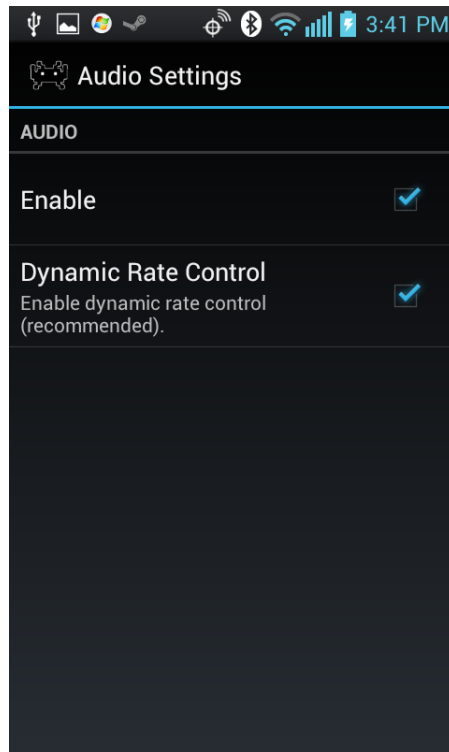 3:41 PM
Audio Settings
AUDIO
Enable
Dynamic Rate Control
Enable dynamic rate control
(recommended).